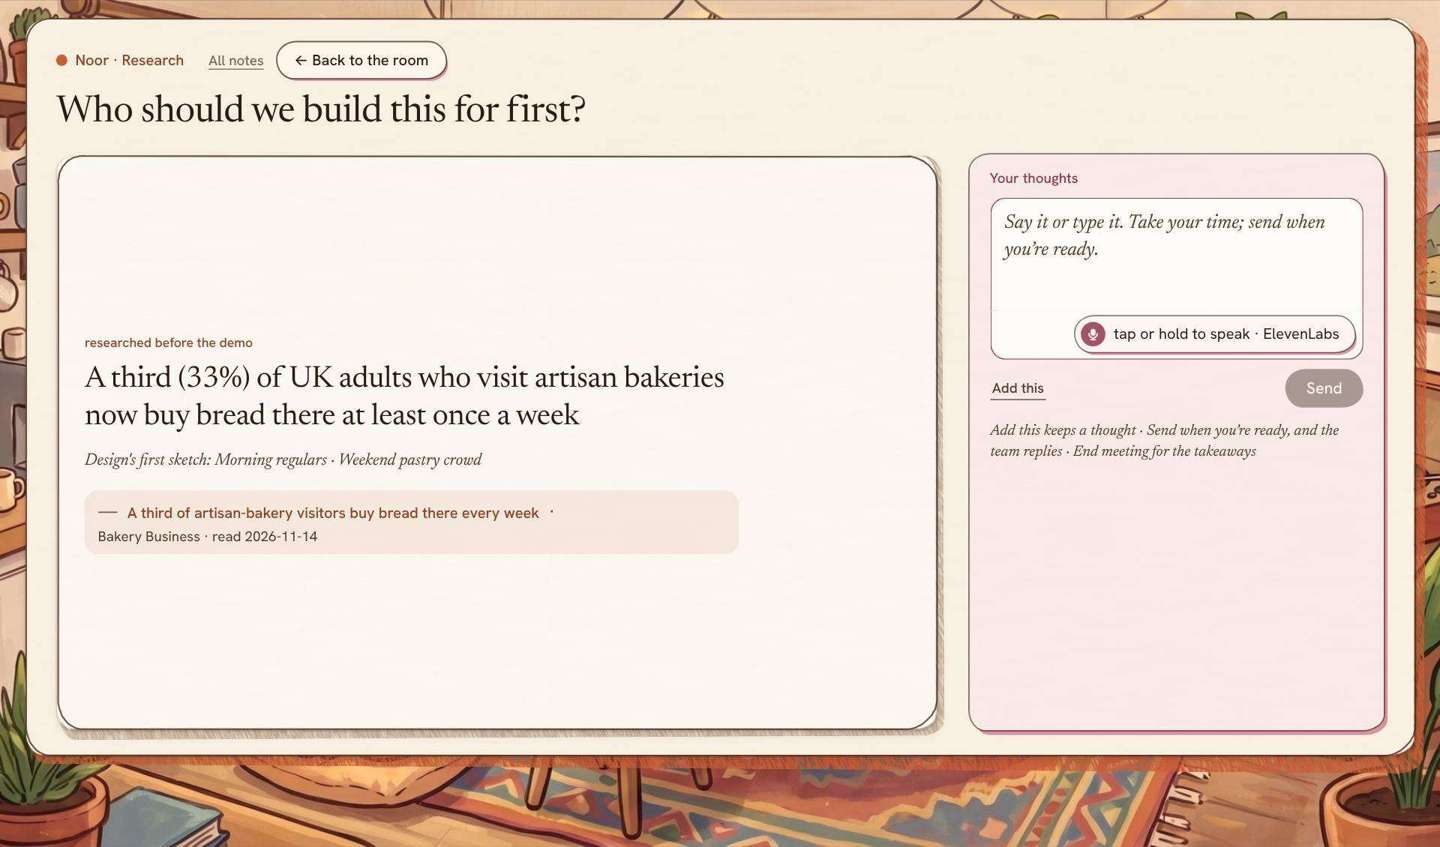 Noor · Research
All notes
← Back to the room
Who should we build this for first?
researched before the demo
A third (33%) of UK adults who visit artisan bakeries
now buy bread there at least once a week
Design's first sketch: Morning regulars · Weekend pastry crowd
— A third of artisan-bakery visitors buy bread there every week ·
Bakery Business · read 2026-11-14
Your thoughts
Say it or type it. Take your time; send when
you're ready.
tap or hold to speak · ElevenLabs
Add this
Send
Add this keeps a thought · Send when you're ready, and the
team replies · End meeting for the takeaways